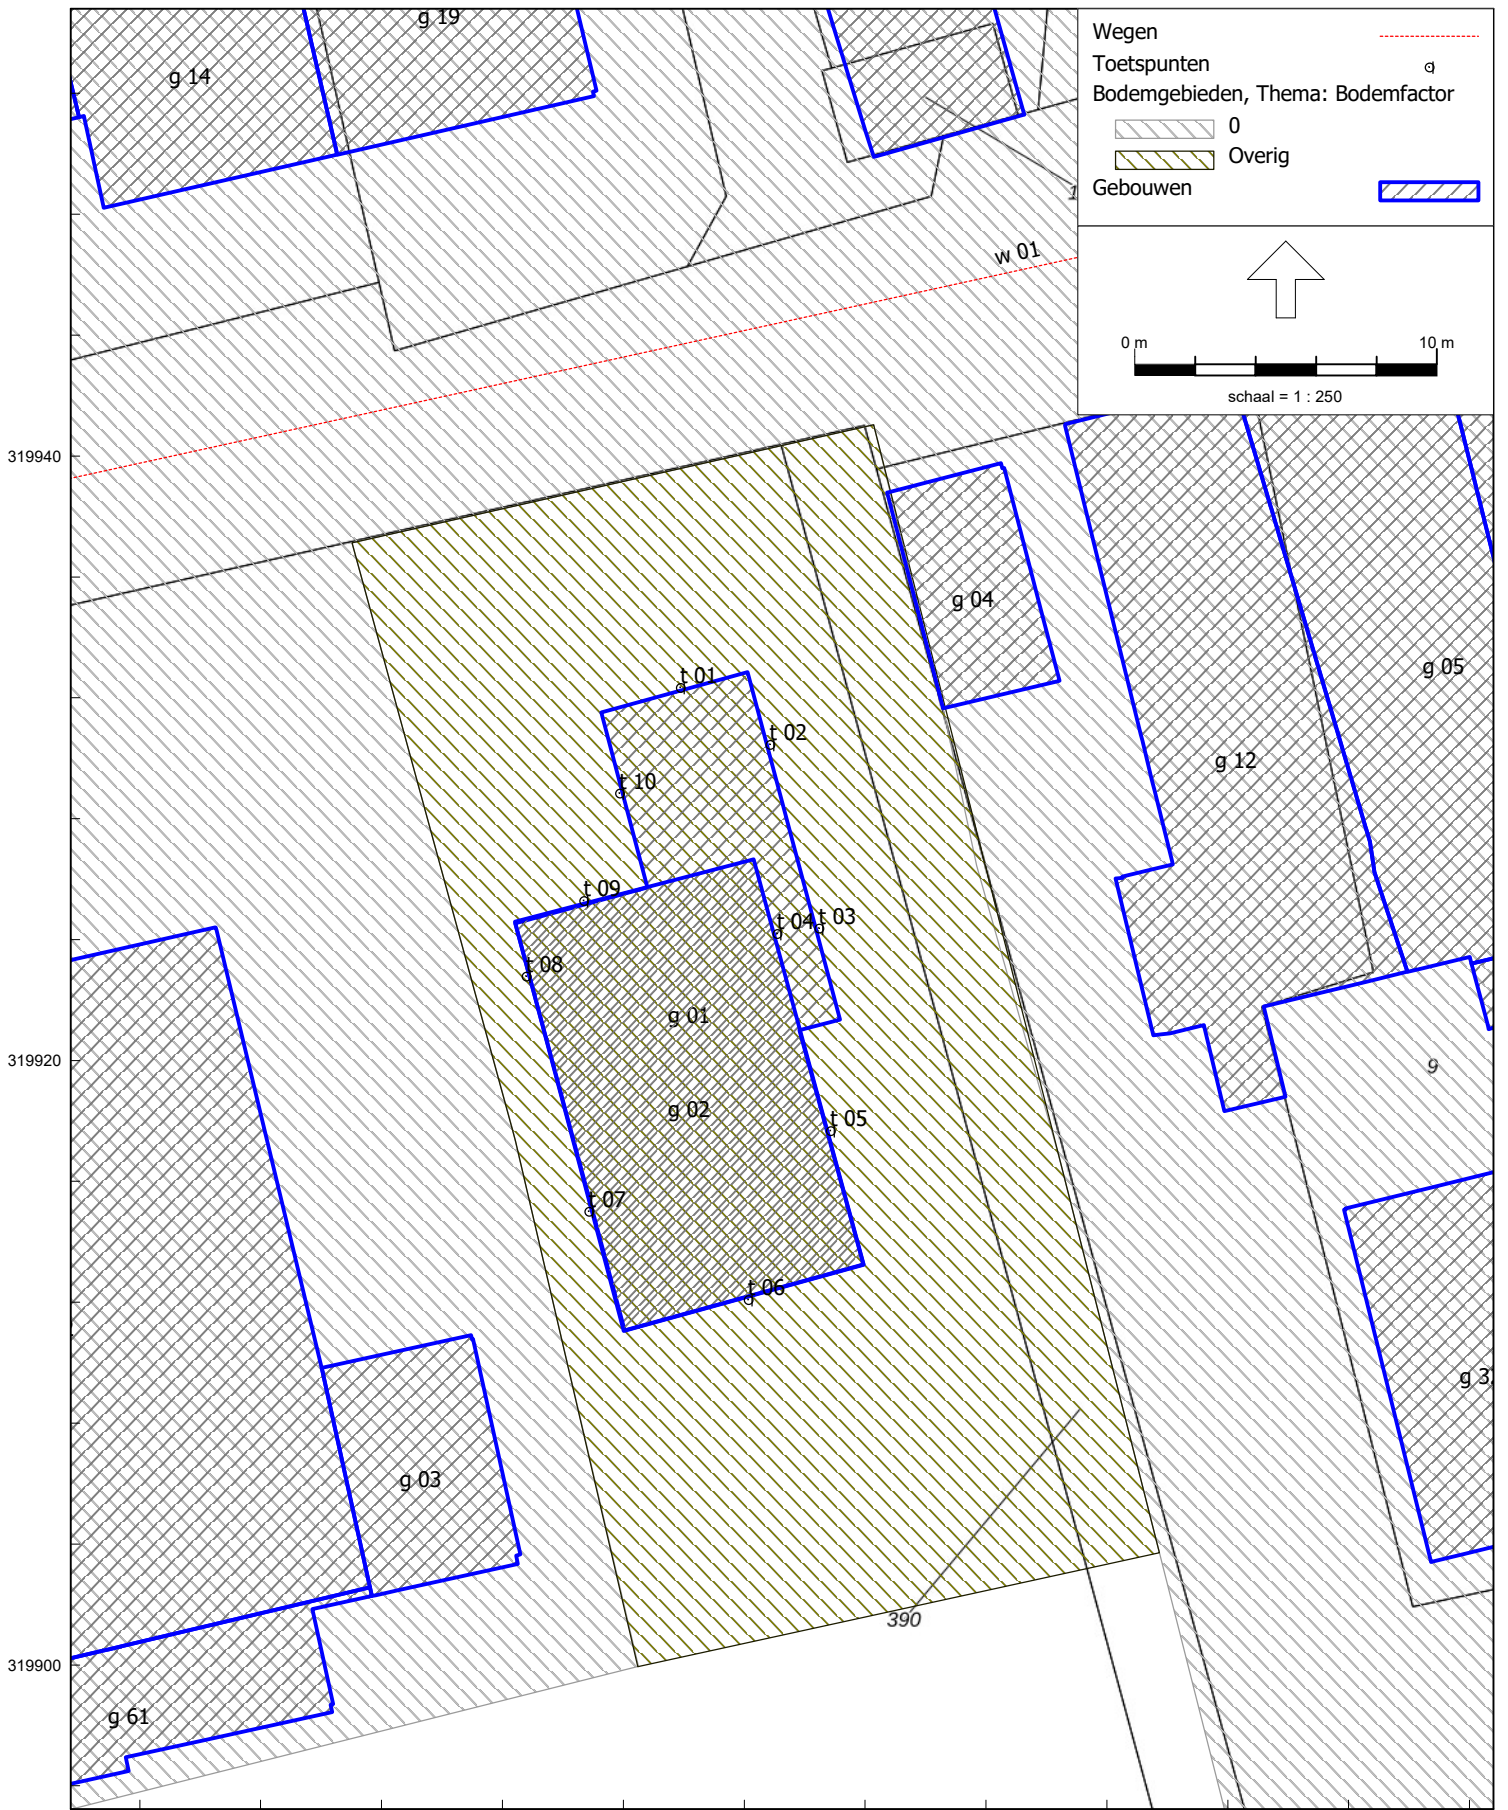 g 19
g 14
Wegen
Toetspunten
Bodemgebieden, Thema: Bodemfactor
0
Overig
Gebouwen
1
w 01
0 m 10 m
schaal = 1 : 250
319940
g 04
g 05
t 01
t 02
g 12
t 10
t 09
t 04
t 03
t 08
g 01
319920
9
g 02
t 05
t 07
t 06
g 3
g 03
390
319900
g 61